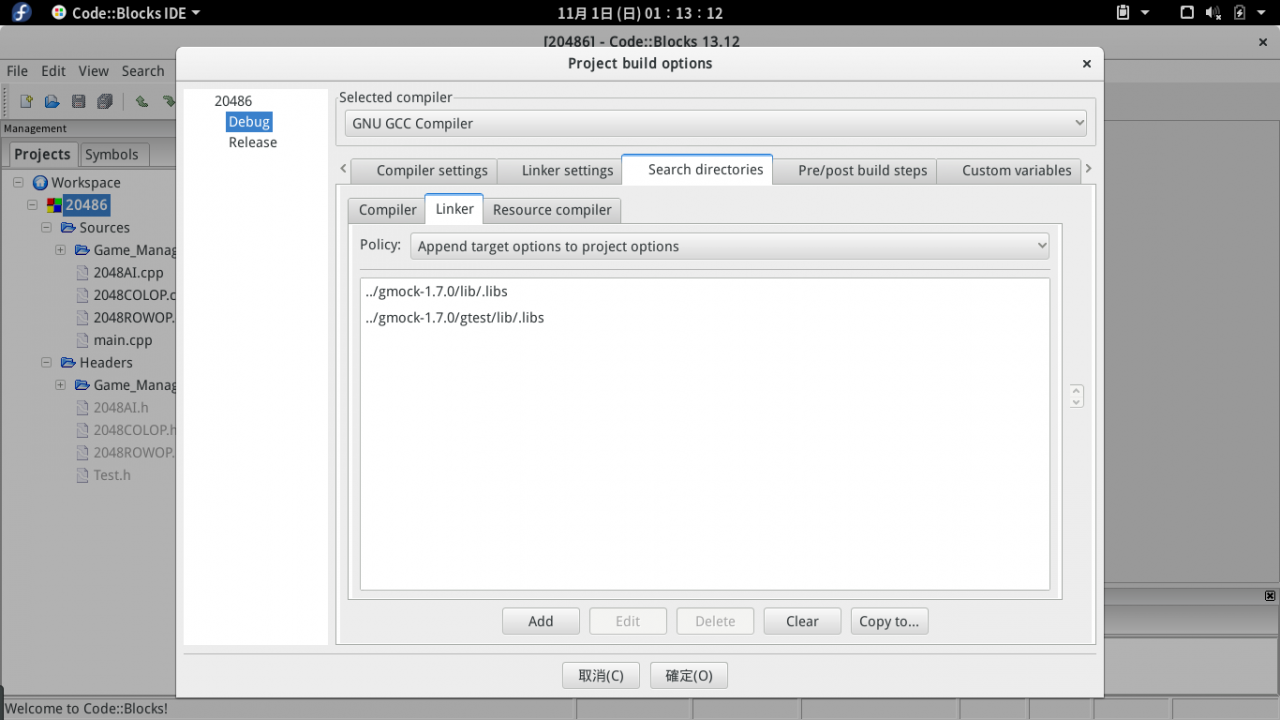 Code::Blocks IDE
11月 1日 (日) 01：13：12
[20486] - Code::Blocks 13.12
Project build options
File Edit View Search
Management
Projects Symbols
Workspace
20486
Sources
Game_Manag
2048AI.cpp
2048COLOP.c
2048ROWOP.
main.cpp
Headers
Game_Manag
2048AI.h
2048COLOP.h
2048ROWOP.
Test.h
20486
Debug
Release
Selected compiler
GNU GCC Compiler
Compiler settings Linker settings Search directories Pre/post build steps Custom variables
Compiler Linker Resource compiler
Policy: Append target options to project options
../gmock-1.7.0/lib/.libs
../gmock-1.7.0/gtest/lib/.libs
Add Edit Delete Clear Copy to...
取消(C) 確定(O)
Welcome to Code::Blocks!